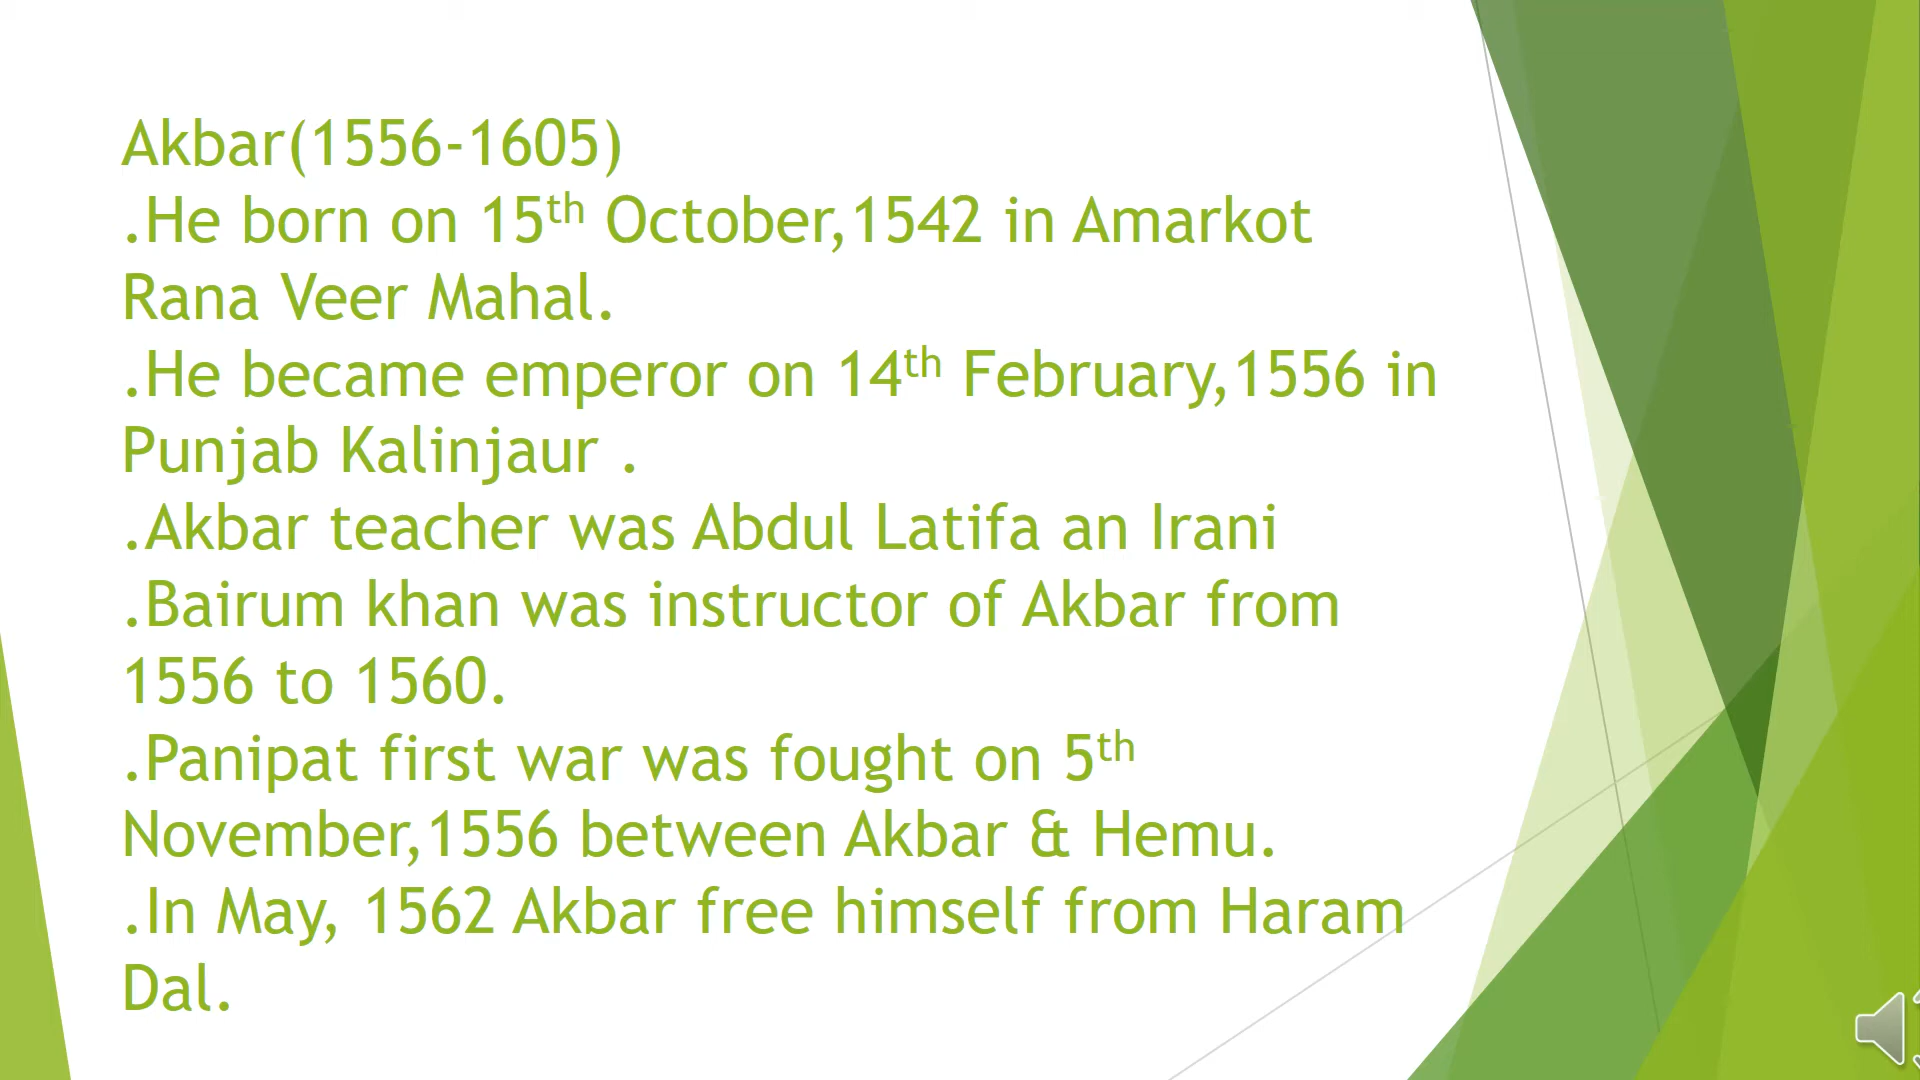 Akbar(1556-1605)
.He born on 15th October,1542 in Amarkot
Rana Veer Mahal.
.He became emperor on 14th February,1556 in
Punjab Kalinjaur .
.Akbar teacher was Abdul Latifa an Irani
.Bairum khan was instructor of Akbar from
1556 to 1560.
.Panipat first war was fought on 5th
November,1556 between Akbar & Hemu.
.In May, 1562 Akbar free himself from Haram
Dal.